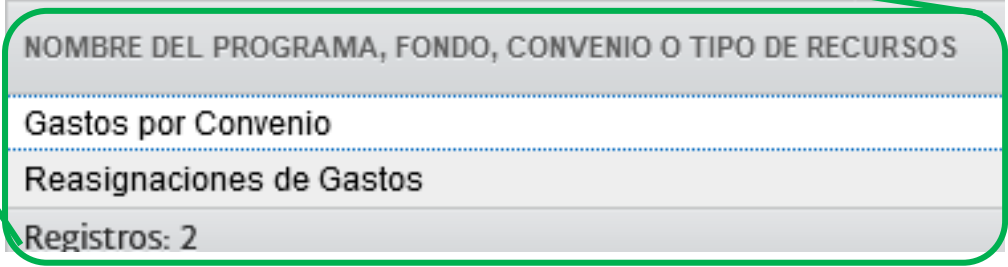 NOMBRE DEL PROGRAMA, FONDO, CONVENIO O TIPO DE RECURSOS
Gastos por Convenio
Reasignaciones de Gastos
Registros: 2